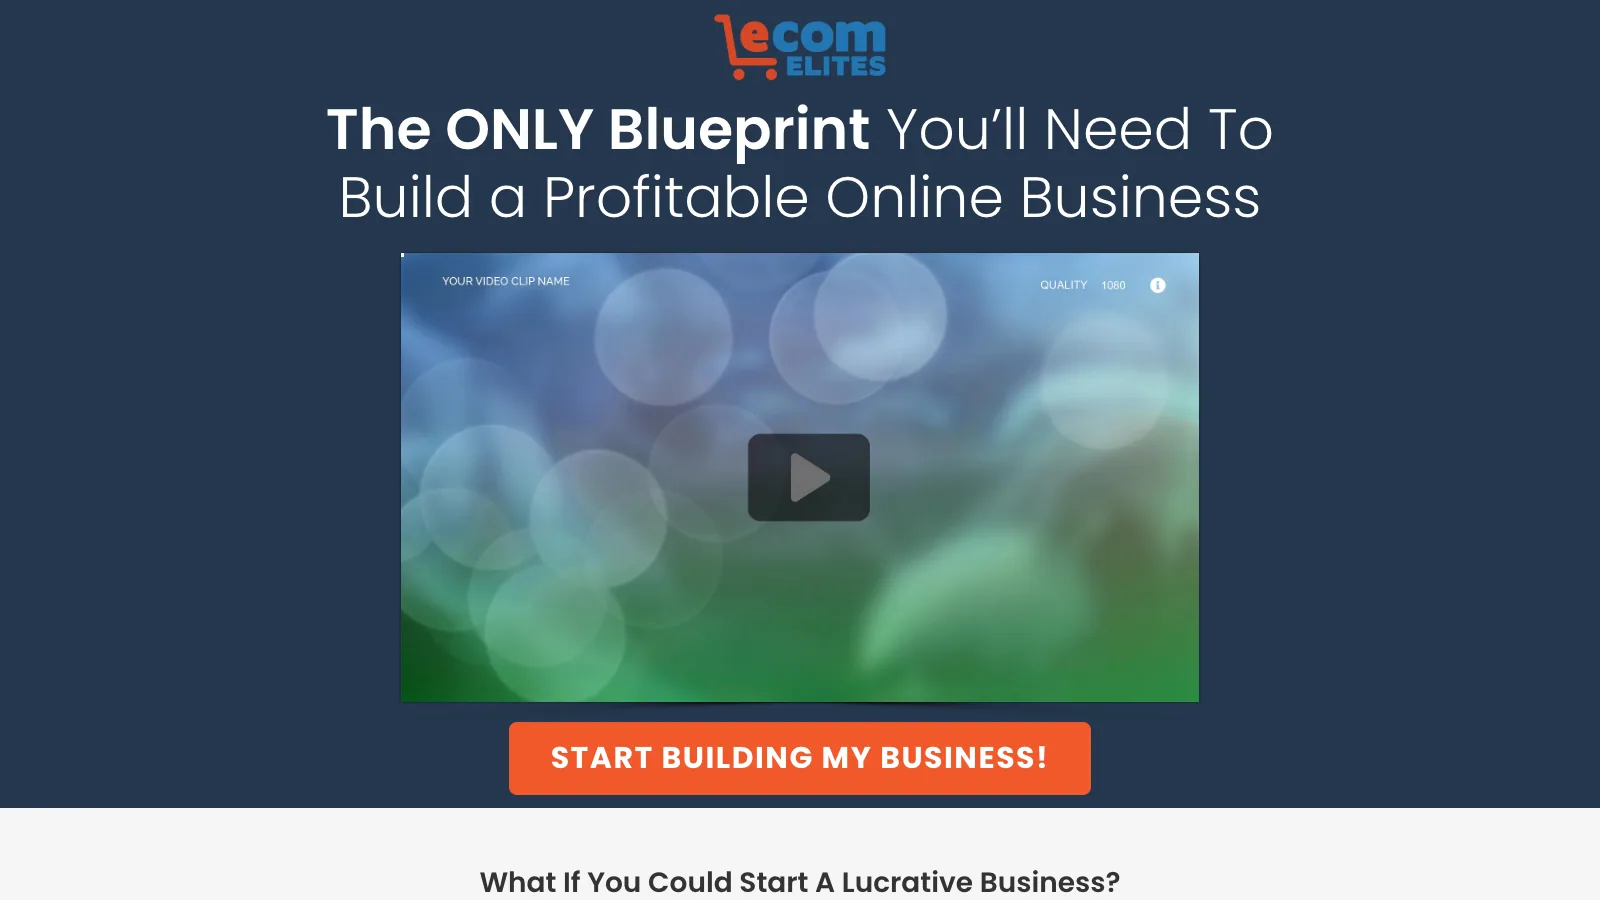 ecom
ELITES
The ONLY Blueprint You’ll Need To
Build a Profitable Online Business
YOUR VIDEO CLIP NAME
QUALITY 1080
START BUILDING MY BUSINESS!
What If You Could Start A Lucrative Business?